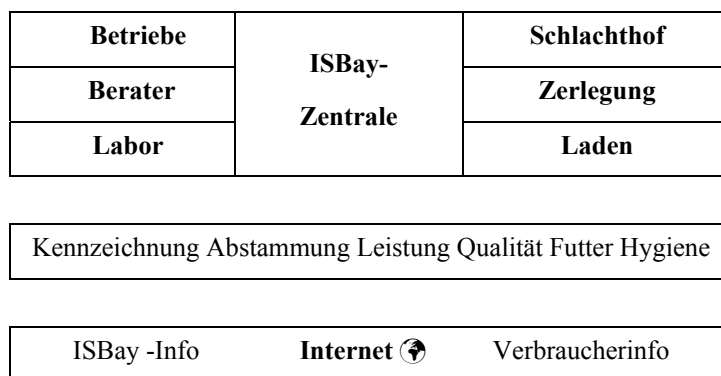 Betriebe
Berater
Labor
ISBay-
Zentrale
Schlachthof
Zerlegung
Laden
Kennzeichnung Abstammung Leistung Qualität Futter Hygiene
ISBay -Info Internet Verbraucherinfo